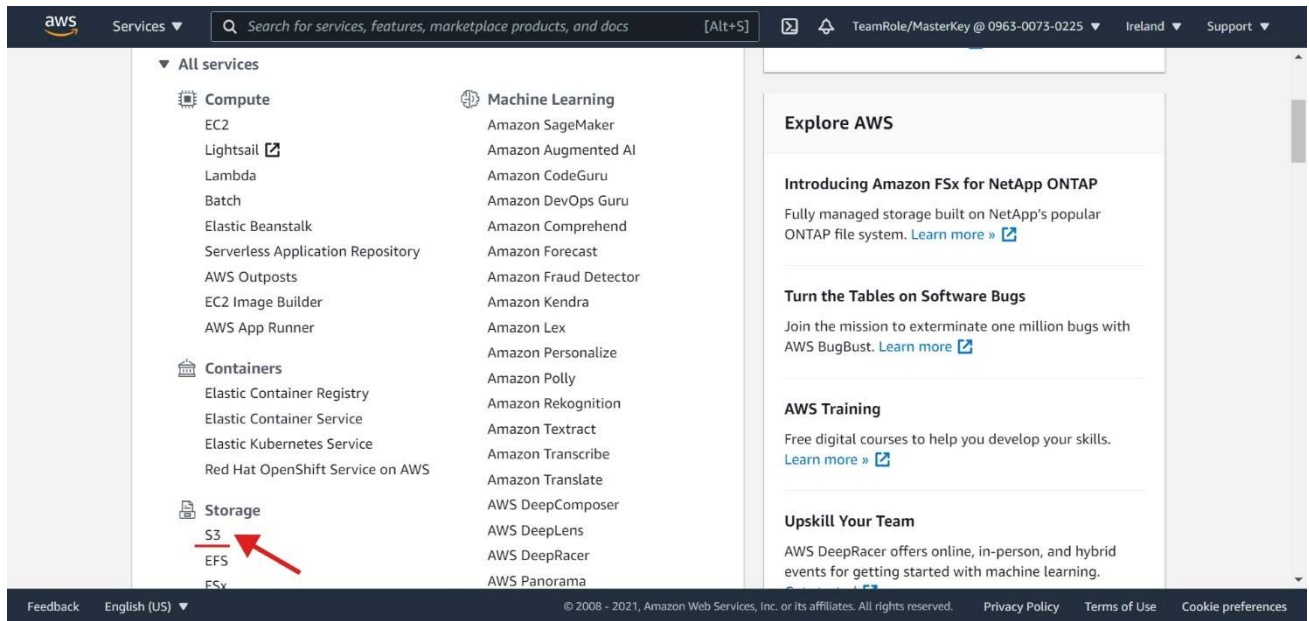 aws
Services ▼
Search for services, features, marketplace products, and docs
[Alt+S]
TeamRole/MasterKey @ 0963-0073-0225 ▼
Ireland ▼
Support ▼
▼ All services
Compute
EC2
Lightsail
Lambda
Batch
Elastic Beanstalk
Serverless Application Repository
AWS Outposts
EC2 Image Builder
AWS App Runner
Containers
Elastic Container Registry
Elastic Container Service
Elastic Kubernetes Service
Red Hat OpenShift Service on AWS
Storage
S3
EFS
FSx
Machine Learning
Amazon SageMaker
Amazon Augmented AI
Amazon CodeGuru
Amazon DevOps Guru
Amazon Comprehend
Amazon Forecast
Amazon Fraud Detector
Amazon Kendra
Amazon Lex
Amazon Personalize
Amazon Polly
Amazon Rekognition
Amazon Textract
Amazon Transcribe
Amazon Translate
AWS DeepComposer
AWS DeepLens
AWS DeepRacer
AWS Panorama
Explore AWS
Introducing Amazon FSx for NetApp ONTAP
Fully managed storage built on NetApp's popular
ONTAP file system. Learn more »
Turn the Tables on Software Bugs
Join the mission to exterminate one million bugs with
AWS BugBust. Learn more
AWS Training
Free digital courses to help you develop your skills.
Learn more »
Upskill Your Team
AWS DeepRacer offers online, in-person, and hybrid
events for getting started with machine learning.
Feedback
English (US) ▼
© 2008 - 2021, Amazon Web Services, Inc. or its affiliates. All rights reserved.
Privacy Policy
Terms of Use
Cookie preferences